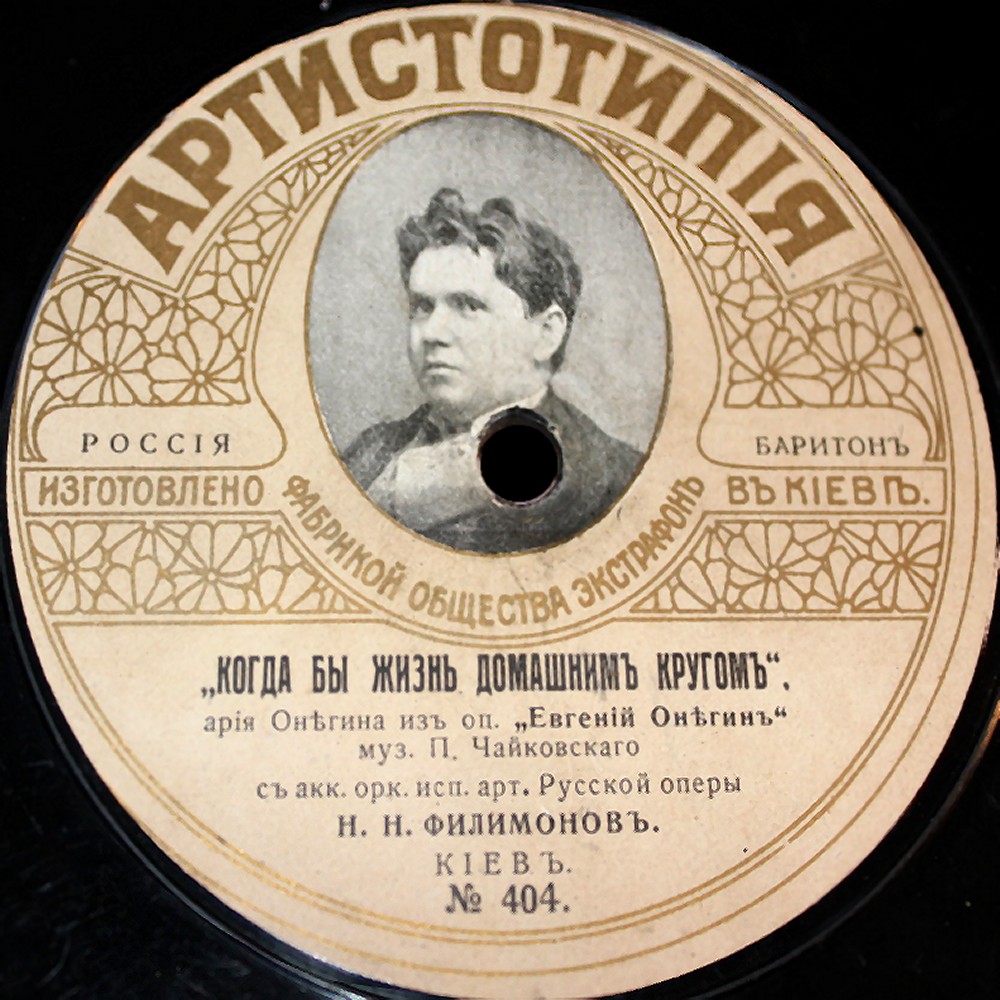 АРТИСТОТИПІЯ
РОССІЯ
БАРИТОНЪ
ИЗГОТОВЛЕНО
ФАБРИКОЙ ОБЩЕСТВА ЭКСТРАФОНЪ
ВЪ КІЕВѢ.
„КОГДА БЫ ЖИЗНЬ ДОМАШНИМЪ КРУГОМЪ“.
арія Онѣгина изъ оп. „Евгеній Онѣгинъ“
муз. П. Чайковскаго
съ акк. орк. исп. арт. Русской оперы
Н. Н. ФИЛИМОНОВЪ.
КІЕВЪ.
№ 404.